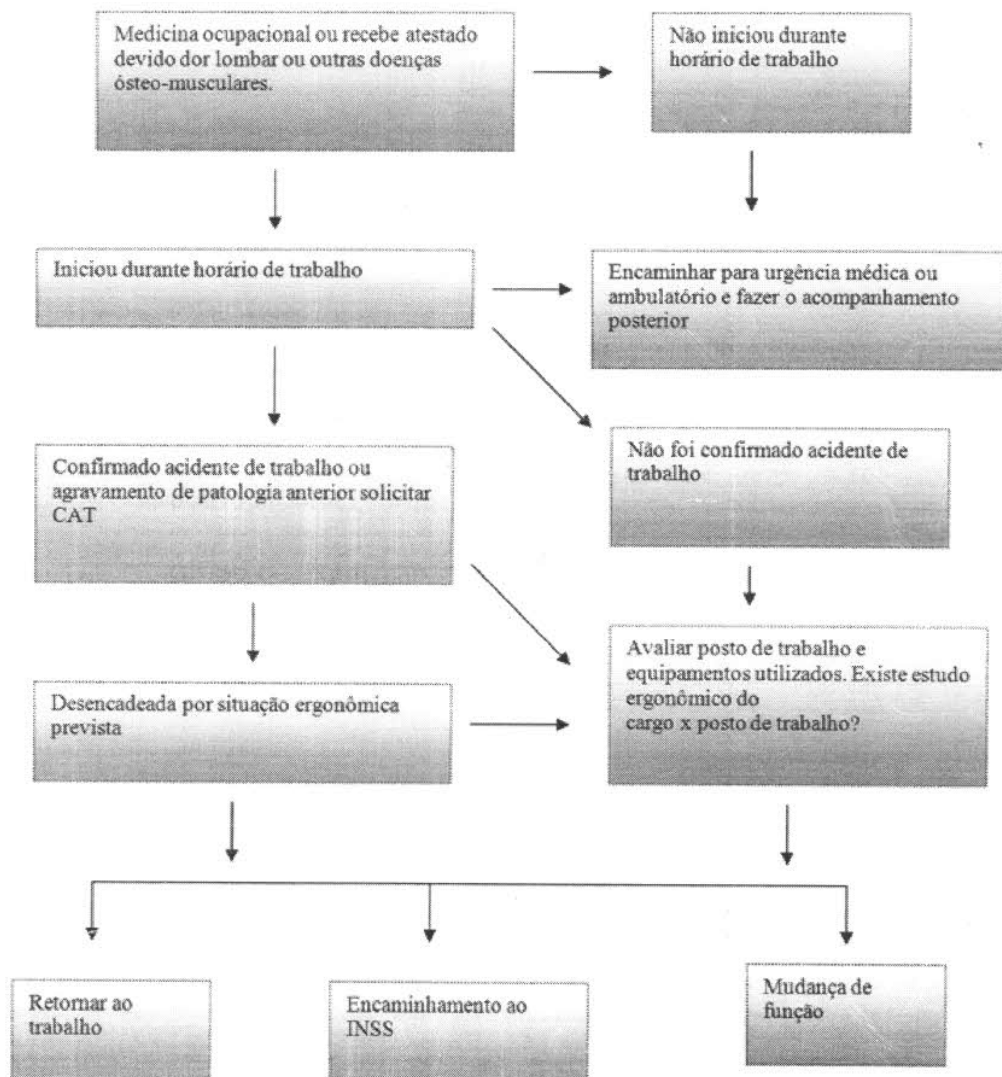 Medicina ocupacional ou recebe atestado
devido dor lombar ou outras doenças
ósteo-musculares.
Não iniciou durante
horário de trabalho
Iniciou durante horário de trabalho
Encaminhar para urgência médica ou
ambulatório e fazer o acompanhamento
posterior
Confirmado acidente de trabalho ou
agravamento de patologia anterior solicitar
CAT
Não foi confirmado acidente de
trabalho
Desencadeada por situação ergonômica
prevista
Avaliar posto de trabalho e
equipamentos utilizados. Existe estudo
ergonômico do
cargo x posto de trabalho?
Retornar ao
trabalho
Encaminhamento ao
INSS
Mudança de
função